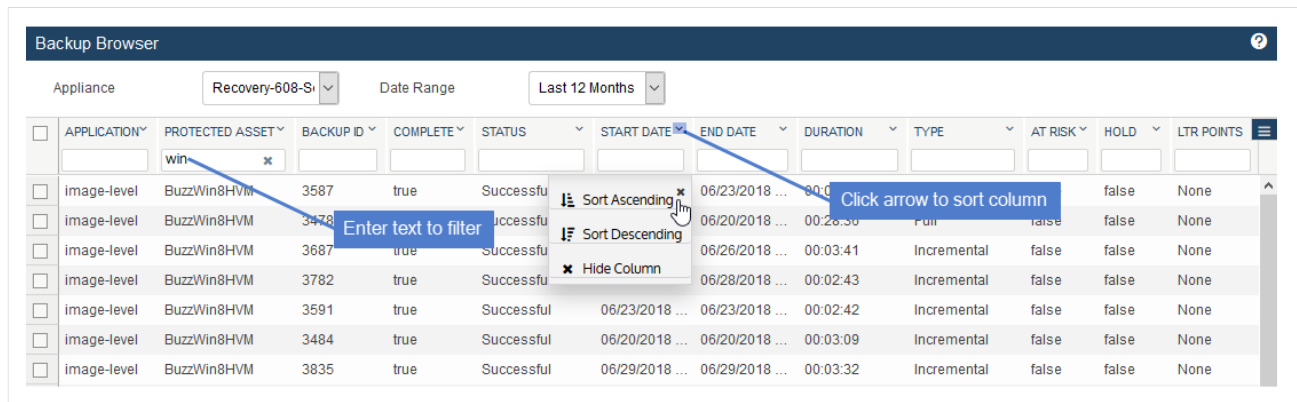 Backup Browser
Appliance Recovery-608-S Date Range Last 12 Months
APPLICATION PROTECTED ASSET BACKUP ID COMPLETE STATUS START DATE END DATE DURATION TYPE AT RISK HOLD LTR POINTS
win
image-level BuzzWin8HVM 3587 true Successfu 06/23/2018 ... false None
Sort Ascending
Click arrow to sort column
image-level BuzzWin8HVM 3478 Successfu 06/20/2018 ... 00:28:36 Full false false None
Enter text to filter
Sort Descending
image-level BuzzWin8HVM 3687 true Successfu 06/26/2018 ... 00:03:41 Incremental false false None
Hide Column
image-level BuzzWin8HVM 3782 true Successfu 06/28/2018 ... 00:02:43 Incremental false false None
image-level BuzzWin8HVM 3591 true Successful 06/23/2018 ... 06/23/2018 ... 00:02:42 Incremental false false None
image-level BuzzWin8HVM 3484 true Successful 06/20/2018 ... 06/20/2018 ... 00:03:09 Incremental false false None
image-level BuzzWin8HVM 3835 true Successful 06/29/2018 ... 06/29/2018 ... 00:03:32 Incremental false false None